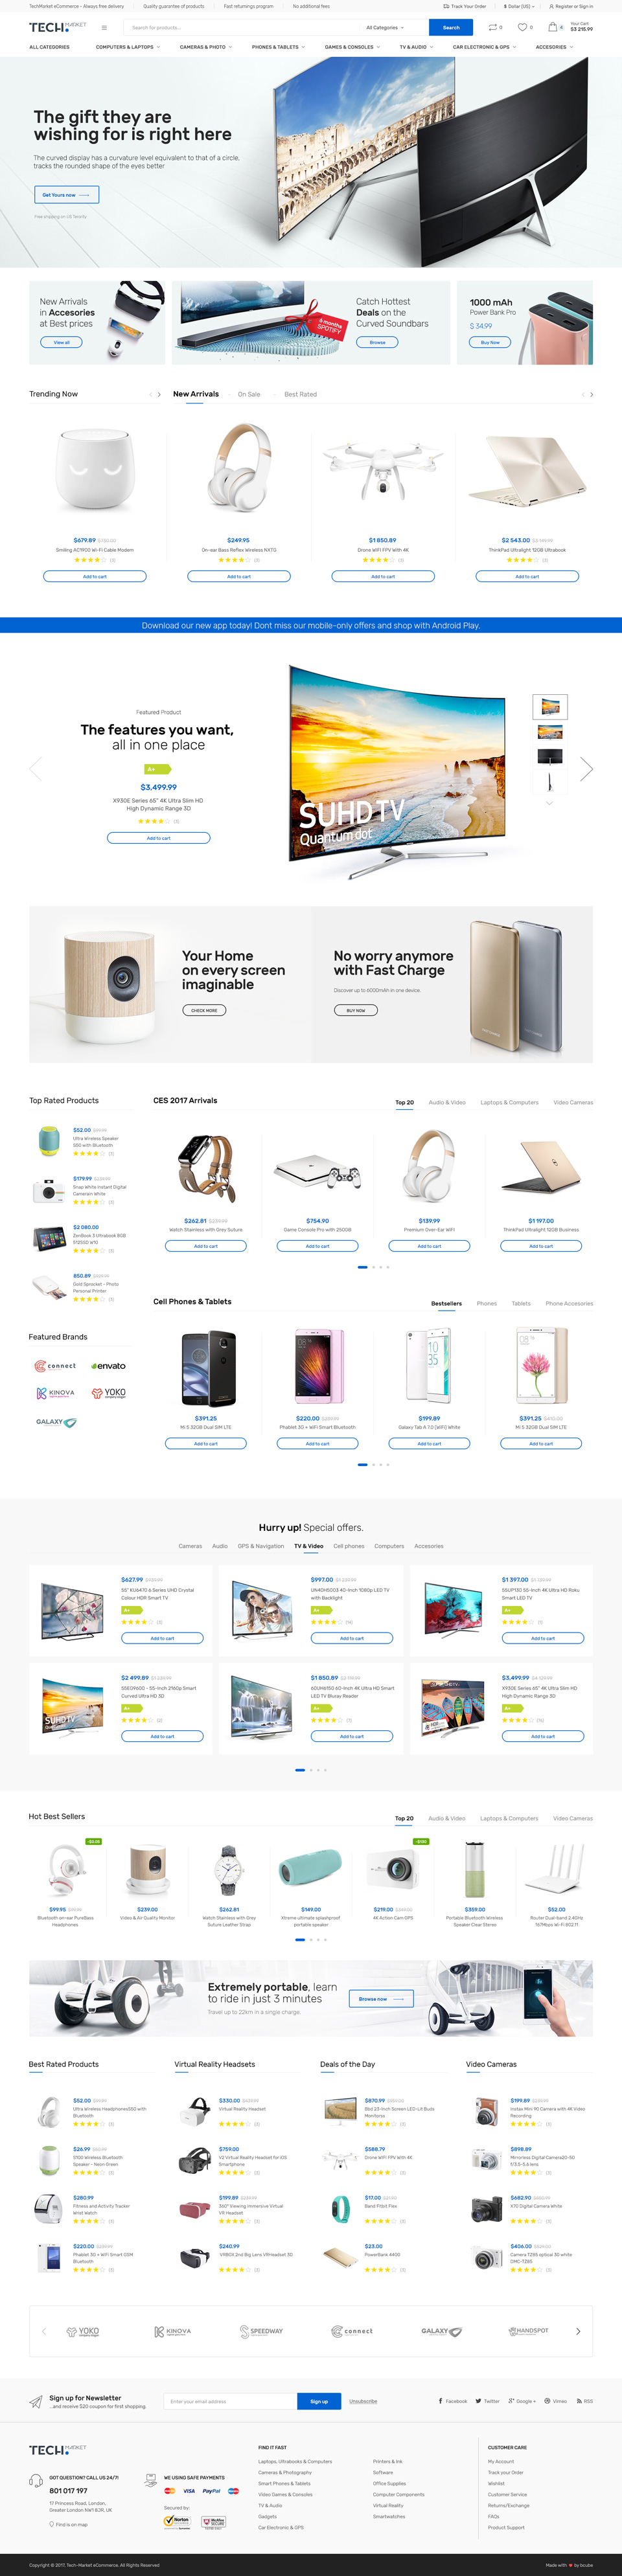 TechMarket eCommerce - Always free delivery
Quality guarantee of products
Fast returnings program
No additional fees
Track Your Order
$ Dollar (US)
Register or Sign in
TECH. MARKET
Search for products...
All Categories
Search
0
0
Your Cart
$3 215.99
ALL CATEGORIES
COMPUTERS & LAPTOPS
CAMERAS & PHOTO
PHONES & TABLETS
GAMES & CONSOLES
TV & AUDIO
CAR ELECTRONIC & GPS
ACCESORIES
The gift they are
wishing for is right here
The curved display has a curvature level equivalent to that of a circle,
tracks the rounded shape of the eyes better
Get Yours now
New Arrivals
in Accesories
at Best prices
View all
6 months
SPOTIFY
Catch Hottest
Deals on the
Curved Soundbars
Browse
1000 mAh
Power Bank Pro
$ 34.99
Buy Now
Trending Now
New Arrivals
On Sale
Best Rated
$679.89
Smiling AC1900 Wi-Fi Cable Modem
(3)
Add to cart
$249.95
On-ear Bass Reflex Wireless NXTG
(3)
Add to cart
$1 850.89
Drone WiFI FPV With 4K
(3)
Add to cart
$2 543.00
ThinkPad Ultralight 12GB Ultrabook
(3)
Add to cart
Download our new app today! Dont miss our mobile-only offers and shop with Android Play.
Featured Product
The features you want,
all in one place
A+
$3,499.99
X930E Series 65" 4K Ultra Slim HD
High Dynamic Range 3D
(3)
Add to cart
SUHD TV
Quantum dot
Your Home
on every screen
imaginable
CHECK MORE
No worry anymore
with Fast Charge
Discover up to 6000mAh in one device.
BUY NOW
Top Rated Products
$52.00
Ultra Wireless Speaker
S50 with Bluetooth
(3)
$179.99
Snap White Instant Digital
Camerain White
(3)
$2 080.00
ZenBook 3 Ultrabook 8GB
512SSD W10
(3)
850.89
Gold Sprocket - Photo
Personal Printer
(3)
Featured Brands
connect
envato
KINOVA
YOKO
GALAXY
CES 2017 Arrivals
Top 20
Audio & Video
Laptops & Computers
Video Cameras
$262.81
Watch Stainless with Grey Suture
Add to cart
$754.90
Game Console Pro with 250GB
Add to cart
$139.99
Premium Over-Ear WiFI
Add to cart
$1 197.00
ThinkPad Ultralight 12GB Business
Add to cart
Cell Phones & Tablets
Bestsellers
Phones
Tablets
Phone Accesories
$391.25
Mi 5 32GB Dual SIM LTE
Add to cart
$220.00
Phablet 3G + WiFI Smart Bluetooth
Add to cart
$199.89
Galaxy Tab A 7.0 (WiFI) White
Add to cart
$391.25
Mi 5 32GB Dual SIM LTE
Add to cart
Hurry up! Special offers.
Cameras
Audio
GPS & Navigation
TV & Video
Cell phones
Computers
Accesories
$627.99
55" KU6470 6 Series UHD Crystal
Colour HDR Smart TV
A+
(3)
Add to cart
$997.00
UN40H5003 40-Inch 1080p LED TV
with Backlight
A+
(14)
Add to cart
$1 397.00
55UP130 55-Inch 4K Ultra HD Roku
Smart LED TV
A+
Add to cart
$2 499.89
55EG9600 - 55-Inch 2160p Smart
Curved Ultra HD 3D
A+
(2)
Add to cart
$1 850.89
60UH6150 60-Inch 4K Ultra HD Smart
LED TV Bluray Reader
A+
Add to cart
$3,499.99
X930E Series 65" 4K Ultra Slim HD
High Dynamic Range 3D
A+
(14)
Add to cart
Hot Best Sellers
Top 20
Audio & Video
Laptops & Computers
Video Cameras
$99.95
Bluetooth on-ear PureBass
Headphones
$239.00
Video & Air Quality Monitor
$262.81
Watch Stainless with Grey
Suture Leather Strap
$149.00
Xtreme ultimate splashproof
portable speaker
$219.00
4K Action Cam GPS
$359.00
Portable Bluetooth Wireless
Speaker Clear Stereo
$52.00
Router Dual-band 2.4GHz
167Mbps Wi-Fi 802.11
Extremely portable, learn
to ride in just 3 minutes
Travel up to 22km in a single charge.
Browse now
Best Rated Products
Virtual Reality Headsets
Deals of the Day
Video Cameras
$52.00
Ultra Wireless Headphones S50 with
Bluetooth
(3)
$26.99
S100 Wireless Bluetooth
Speaker - Neon Green
(3)
$280.99
Fitness and Activity Tracker
Wrist Watch
(3)
$220.00
Phablet 3G + WiFI Smart GSM
Bluetooth
(3)
$330.00
Virtual Reality Headset
(3)
$759.00
V2 Virtual Reality Headset for iOS
Smartphone
(3)
$199.89
360° Viewing Immersive Virtual
VR Headset
(3)
$240.99
VRBOX 2nd Big Lens VRHeadset 3D
(3)
$870.99
(3)
$588.79
Drone WiFI FPV With 4K
(3)
$17.00
Band Fitbit Flex
(3)
$23.00
PowerBank 4400
(3)
$199.89
Instax Mini 90 Camera with 4K Video
Recording
(3)
$898.89
Mirrorless Digital Camera 20-50
f/3.5-5.6 lens
(3)
$682.90
X70 Digital Camera White
(3)
$406.00
Camera TZ85 optical 30 whits
DMC-TZ85
(3)
YOKO
KINOVA
SPEEDWAY
connect
GALAXY
HANDSPOT
Sign up for Newsletter
...and receive $20 coupon for first shopping.
Enter your email address
Sign up
Unsubscribe
Facebook
Twitter
Google +
Vimeo
RSS
TECH. MARKET
GOT QUESTION? CALL US 24/7!
801 017 197
17 Princess Road, London,
Greater London NW1 8JR, UK
Find is on map
WE USING SAFE PAYMENTS
VISA
PayPal
Secured by:
Norton
McAfee
SECURE
FIND IT FAST
Laptops, Ultrabooks & Computers
Cameras & Photography
Smart Phones & Tablets
Video Games & Consoles
TV & Audio
Gadgets
Car Electronic & GPS
Printers & Ink
Software
Office Supplies
Computer Components
Virtual Reality
Smartwatches
CUSTOMER CARE
My Account
Track your Order
Wishlist
Customer Service
Returns/Exchange
FAQs
Product Support
Copyright © 2017, Tech-Market eCommerce. All Rights Reserved
Made with by bcube